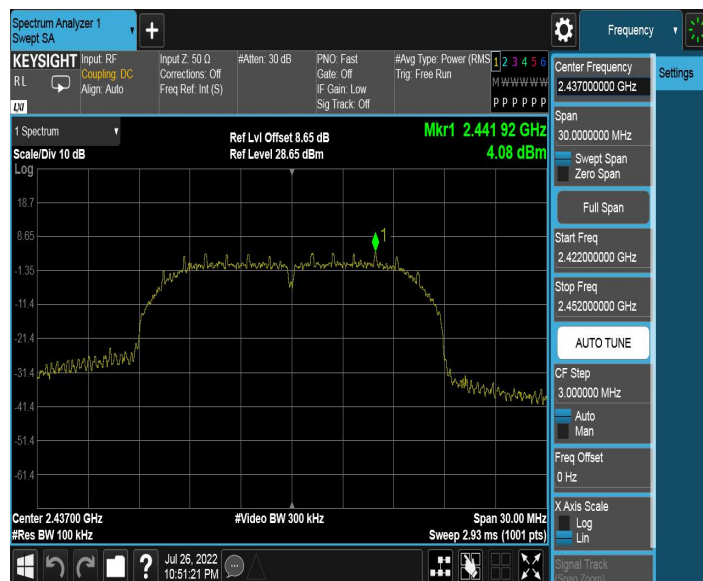 Spectrum Analyzer 1
Swept SA
+
Frequency
KEYSIGHT
RL
LXI
Input: RF
Coupling: DC
Align: Auto
Input Z: 50 Ω
Corrections: Off
Freq Ref: Int (S)
#Atten: 30 dB
PNO: Fast
Gate: Off
IF Gain: Low
Sig Track: Off
#Avg Type: Power (RMS
Trig: Free Run
1 2 3 4 5 6
M W W W W W
P P P P P P
1 Spectrum
Scale/Div 10 dB
Log
Ref Lvl Offset 8.65 dB
Ref Level 28.65 dBm
Mkr1 2.441 92 GHz
4.08 dBm
18.7
8.65
-1.35
-11.4
-21.4
-31.4
-41.4
-51.4
-61.4
1
Center 2.43700 GHz
#Res BW 100 kHz
#Video BW 300 kHz
Span 30.00 MHz
Sweep 2.93 ms (1001 pts)
Center Frequency
2.437000000 GHz
Settings
Span
30.0000000 MHz
Swept Span
Zero Span
Full Span
Start Freq
2.422000000 GHz
Stop Freq
2.452000000 GHz
AUTO TUNE
CF Step
3.000000 MHz
Auto
Man
Freq Offset
0 Hz
X Axis Scale
Log
Lin
Signal Track
(Span Zoom)
?
Jul 26, 2022
10:51:21 PM